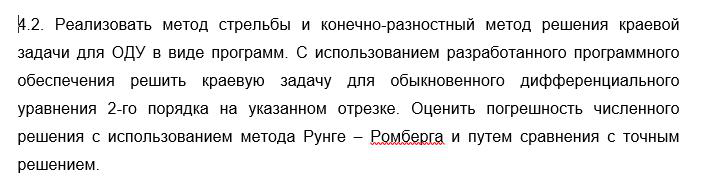 4.2. Реализовать метод стрельбы и конечно-разностный метод решения краевой
задачи для ОДУ в виде программ. С использованием разработанного программного
обеспечения решить краевую задачу для обыкновенного дифференциального
уравнения 2-го порядка на указанном отрезке. Оценить погрешность численного
решения с использованием метода Рунге – Ромберга и путем сравнения с точным
решением.